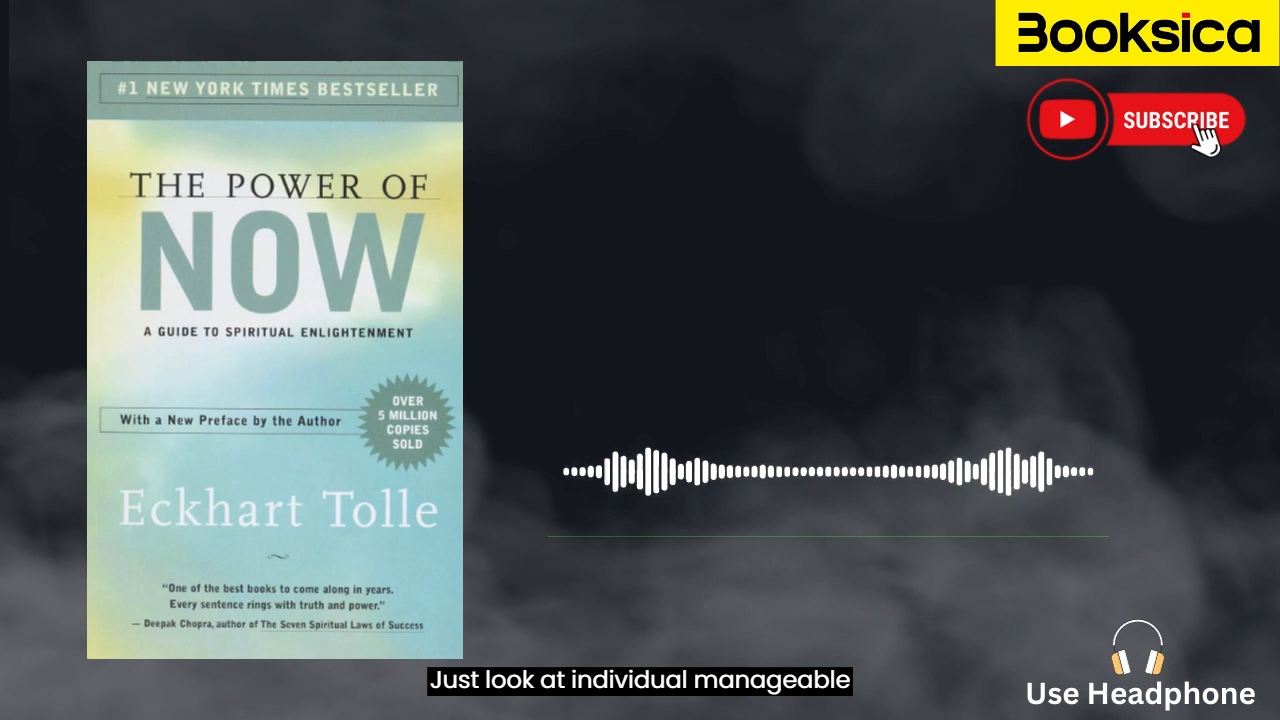 Booksica
SUBSCRIBE
#1 NEW YORK TIMES BESTSELLER
THE POWER OF
NOW
A GUIDE TO SPIRITUAL ENLIGHTENMENT
With a New Preface by the Author
OVER
5 MILLION
COPIES
SOLD
Eckhart Tolle
“One of the best books to come along in years.
Every sentence rings with truth and power.”
— Deepak Chopra, author of The Seven Spiritual Laws of Success
Just look at individual manageable
Use Headphone